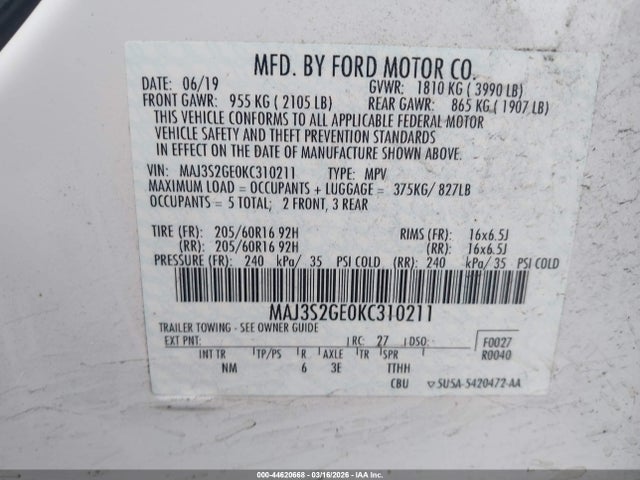 MFD. BY FORD MOTOR CO.
DATE: 06/19 GVWR: 1810 KG ( 3990 LB)
FRONT GAWR: 955 KG ( 2105 LB) REAR GAWR: 865 KG ( 1907 LB)
THIS VEHICLE CONFORMS TO ALL APPLICABLE FEDERAL MOTOR
VEHICLE SAFETY AND THEFT PREVENTION STANDARDS
IN EFFECT ON THE DATE OF MANUFACTURE SHOWN ABOVE.
VIN: MAJ3S2GE0KC310211 TYPE: MPV
MAXIMUM LOAD = OCCUPANTS + LUGGAGE = 375KG/ 827LB
OCCUPANTS = 5 TOTAL; 2 FRONT, 3 REAR
TIRE (FR): 205/60R16 92H RIMS (FR): 16x6.5J
(RR): 205/60R16 92H (RR): 16x6.5J
PRESSURE (FR): 240 kPa/ 35 PSI COLD (RR): 240 kPa/ 35 PSI COLD
MAJ3S2GE0KC310211
TRAILER TOWING - SEE OWNER GUIDE
EXT PNT: RC: 27 DSO: F0027
R0040
INT TR TP/PS R AXLE TR SPR
NM 6 3E TTHH
CBU SU5A-5420472-AA
000-44620668 | 03/16/2026 | IAA Corp.